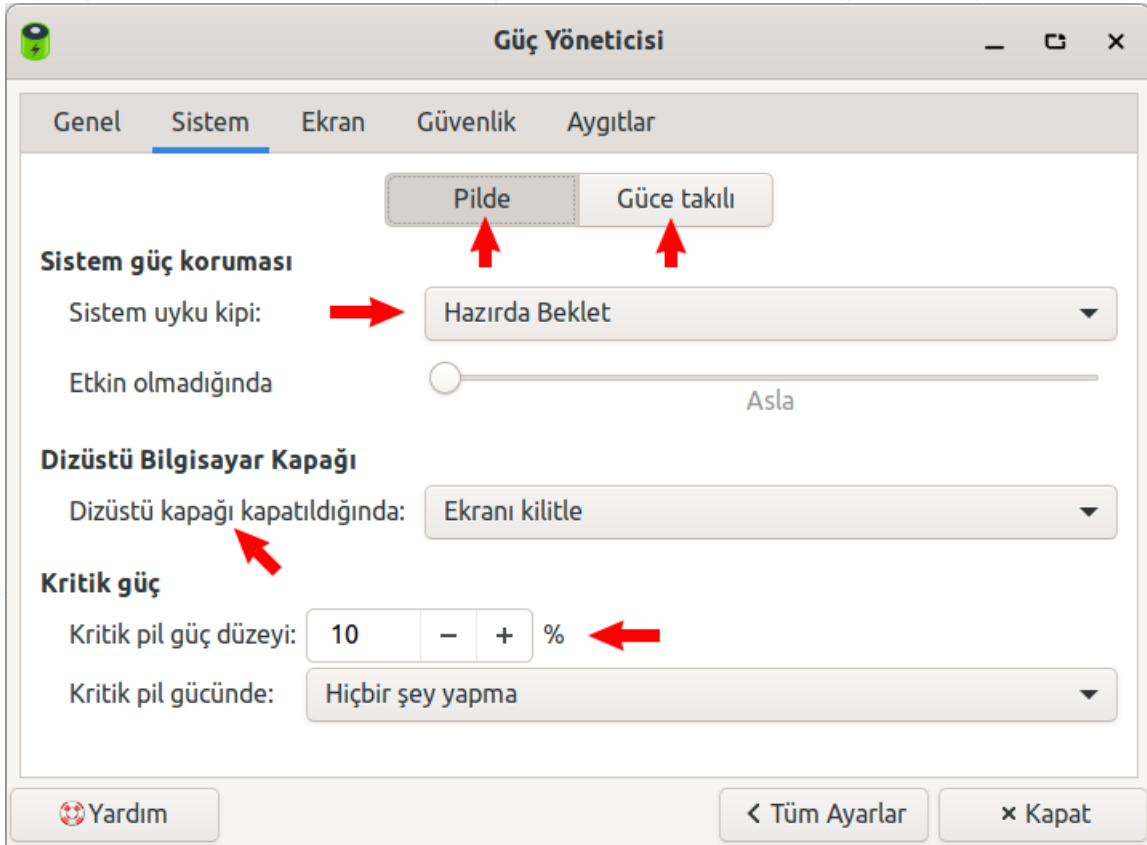 Güç Yöneticisi
Genel Sistem Ekran Güvenlik Aygıtlar
Pilde Güce takılı
Sistem güç koruması
Sistem uyku kipi: Hazırda Beklet
Etkin olmadığında
Asla
Dizüstü Bilgisayar Kapağı
Dizüstü kapağı kapatıldığında: Ekranı kilitle
Kritik güç
Kritik pil güç düzeyi: 10 − + %
Kritik pil gücünde: Hiçbir şey yapma
Yardım < Tüm Ayarlar × Kapat